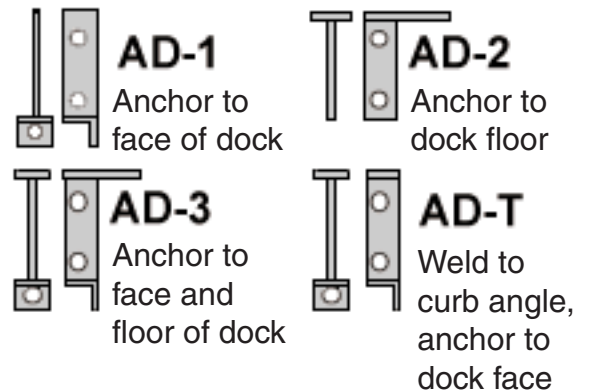 AD-1
Anchor to
face of dock
AD-2
Anchor to
dock floor
AD-3
Anchor to
face and
floor of dock
AD-T
Weld to
curb angle,
anchor to
dock face